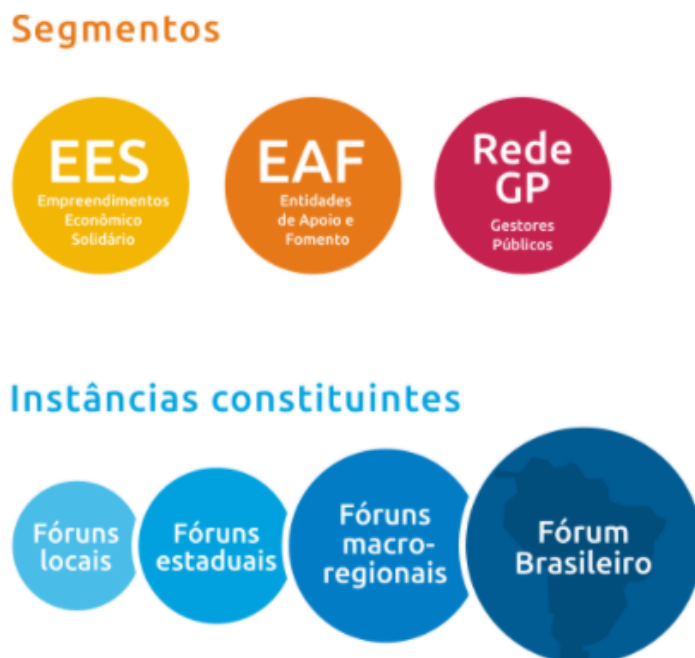 Segmentos
EES
Empreendimentos
Econômico
Solidário
EAF
Entidades
de Apoio e
Fomento
Rede
GP
Gestores
Públicos
Instâncias constituintes
Fóruns
locais
Fóruns
estaduais
Fóruns
macro-
regionais
Fórum
Brasileiro